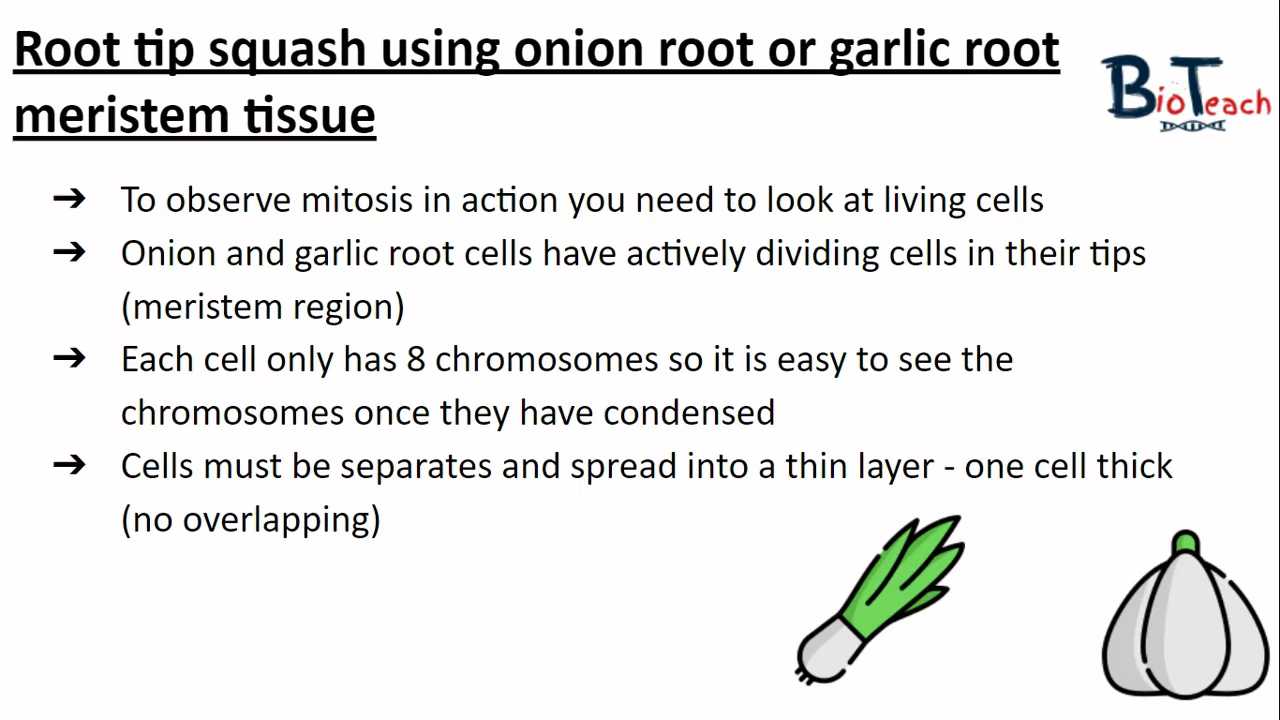 Root tip squash using onion root or garlic root
meristem tissue
BioTeach
➔ To observe mitosis in action you need to look at living cells
➔ Onion and garlic root cells have actively dividing cells in their tips
(meristem region)
➔ Each cell only has 8 chromosomes so it is easy to see the
chromosomes once they have condensed
➔ Cells must be separates and spread into a thin layer - one cell thick
(no overlapping)